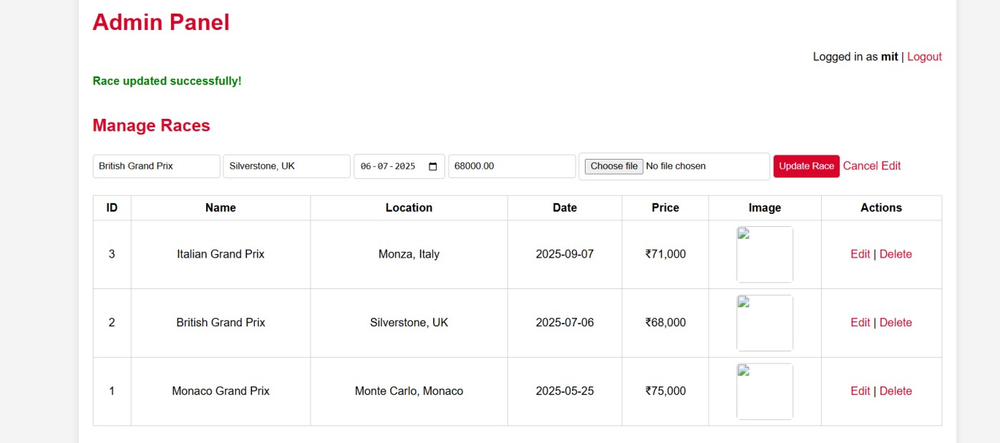 Admin Panel
Logged in as mit | Logout
Race updated successfully!
Manage Races
British Grand Prix Silverstone, UK 06-07-2025 68000.00 Choose file No file chosen Update Race Cancel Edit
ID Name Location Date Price Image Actions
3 Italian Grand Prix Monza, Italy 2025-09-07 ₹71,000 Edit | Delete
2 British Grand Prix Silverstone, UK 2025-07-06 ₹68,000 Edit | Delete
1 Monaco Grand Prix Monte Carlo, Monaco 2025-05-25 ₹75,000 Edit | Delete